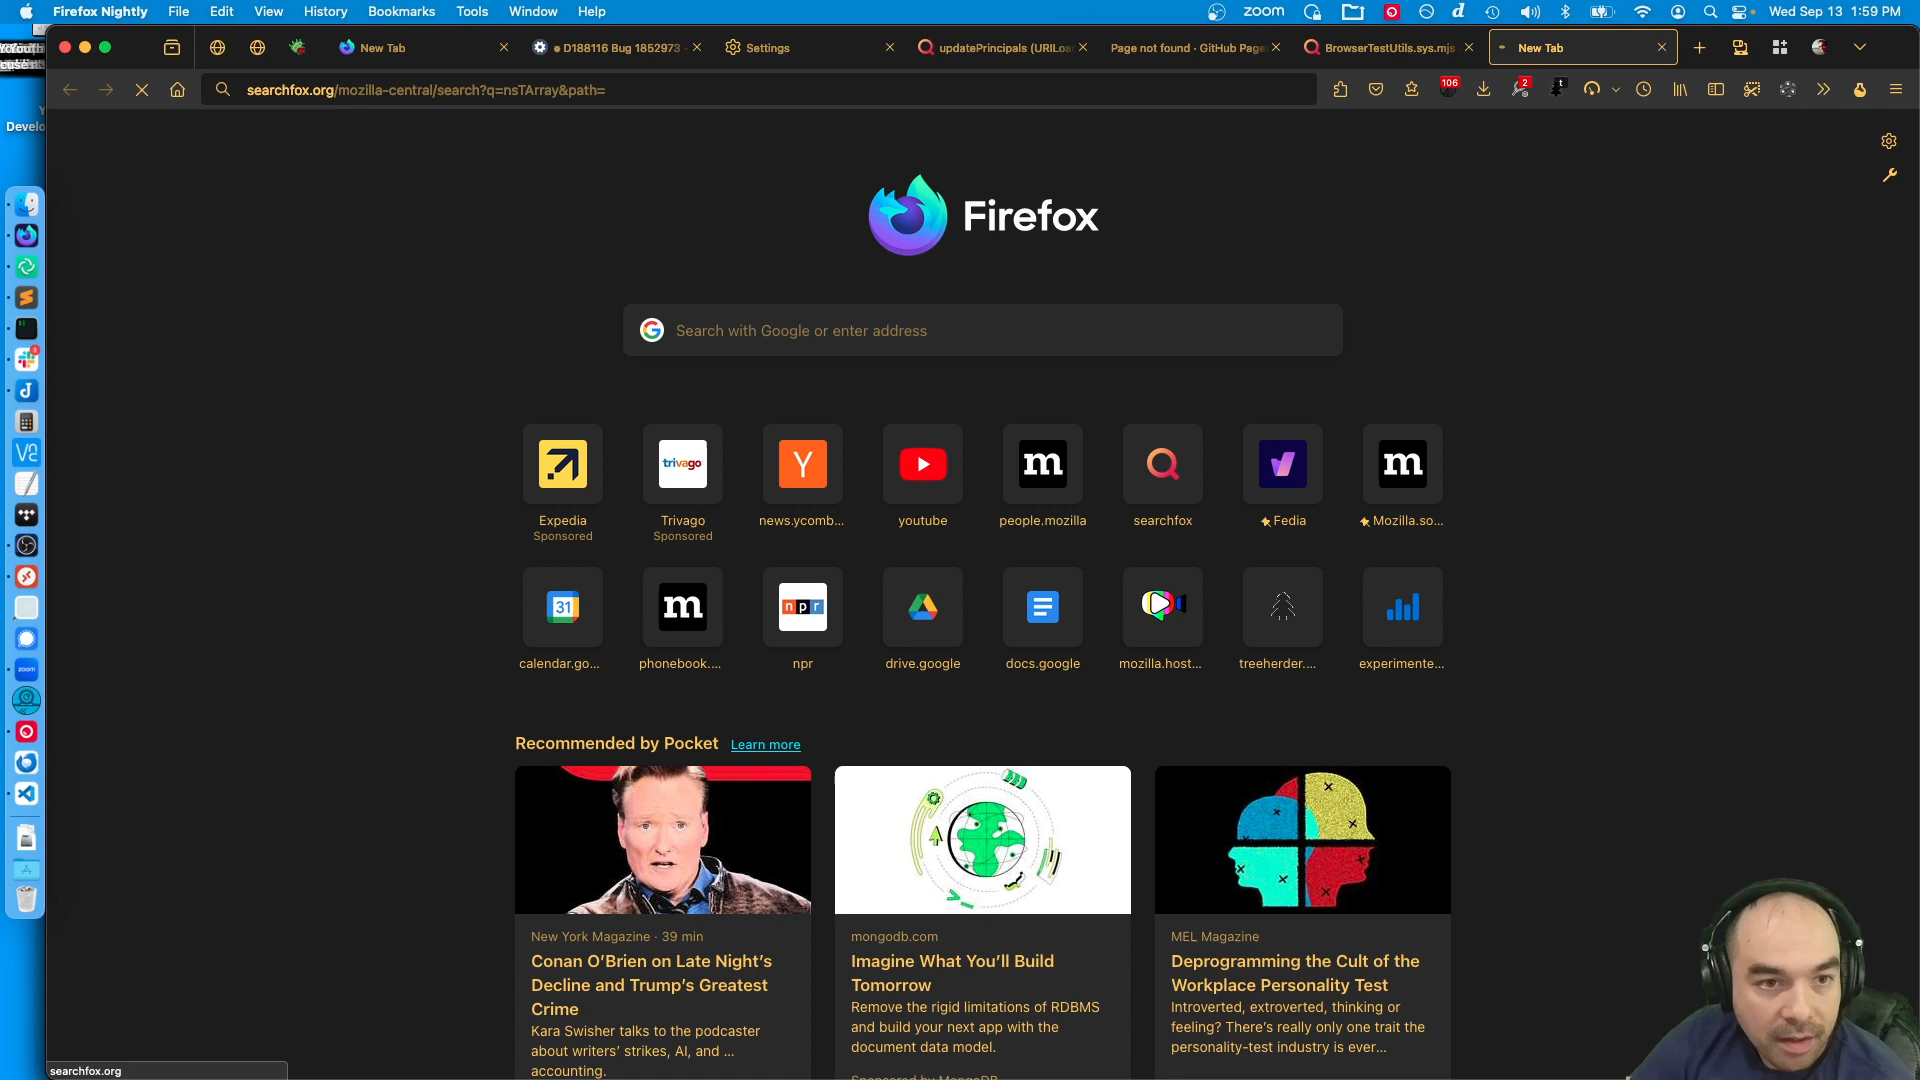 Firefox Nightly File Edit View History Bookmarks Tools Window Help
zoom
Wed Sep 13 1:59 PM
New Tab
D188116 Bug 1852973 -
Settings
updatePrincipals (URILoa
Page not found · GitHub Page
BrowserTestUtils.sys.mjs
New Tab
searchfox.org/mozilla-central/search?q=nsTArray&path=
106
2
Develo
Firefox
Search with Google or enter address
trivago
Expedia
Sponsored
Trivago
Sponsored
news.ycomb...
youtube
people.mozilla
searchfox
Fedia
Mozilla.so...
31
npr
calendar.go...
phonebook....
npr
drive.google
docs.google
mozilla.host...
treeherder....
experimente...
Recommended by Pocket Learn more
New York Magazine · 39 min
Conan O’Brien on Late Night’s
Decline and Trump’s Greatest
Crime
Kara Swisher talks to the podcaster
about writers’ strikes, AI, and ...
accounting.
mongodb.com
Imagine What You’ll Build
Tomorrow
Remove the rigid limitations of RDBMS
and build your next app with the
document data model.
Sponsored by MongoDB
MEL Magazine
Deprogramming the Cult of the
Workplace Personality Test
Introverted, extroverted, thinking or
feeling? There’s really only one trait the
personality-test industry is ever...
searchfox.org